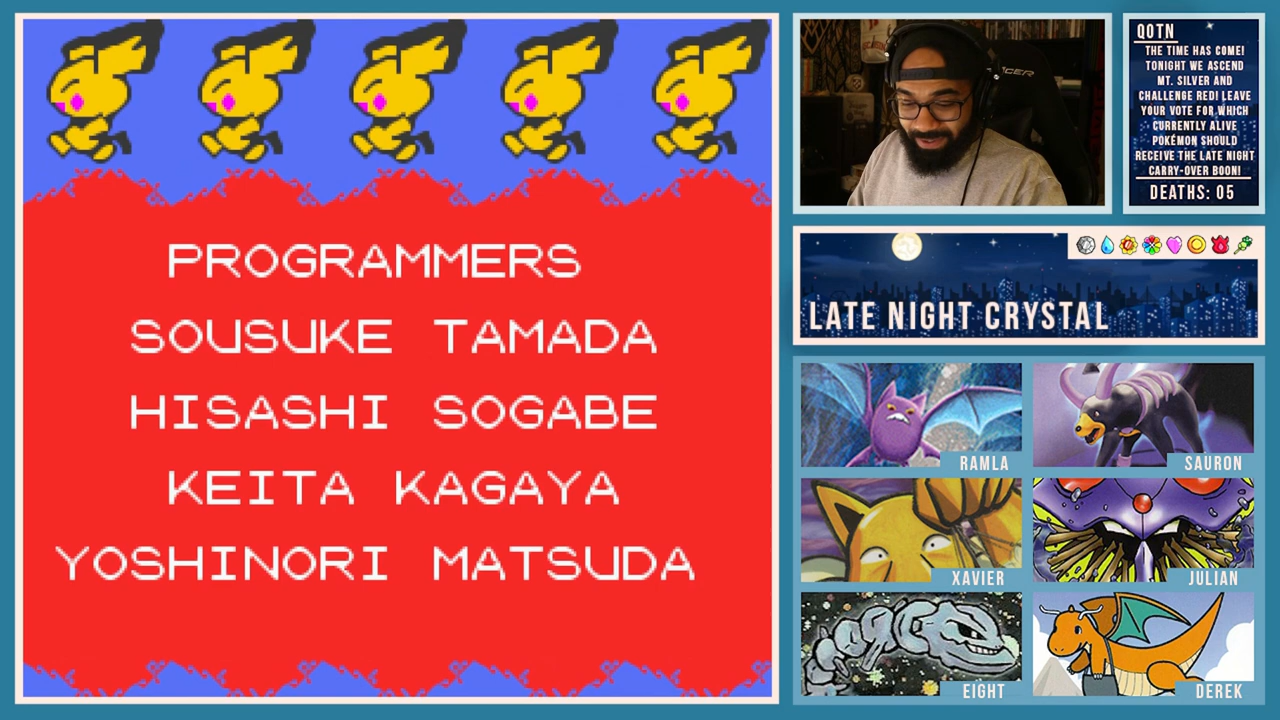 PROGRAMMERS
SOUSUKE TAMADA
HISASHI SOGABE
KEITA KAGAYA
YOSHINORI MATSUDA
QOTN
THE TIME HAS COME!
TONIGHT WE ASCEND
MT. SILVER AND
CHALLENGE RED! LEAVE
YOUR VOTE FOR WHICH
CURRENTLY ALIVE
POKÉMON SHOULD
RECEIVE THE LATE NIGHT
CARRY-OVER BOON!
DEATHS: 05
LATE NIGHT CRYSTAL
RAMLA
SAURON
XAVIER
JULIAN
EIGHT
DEREK